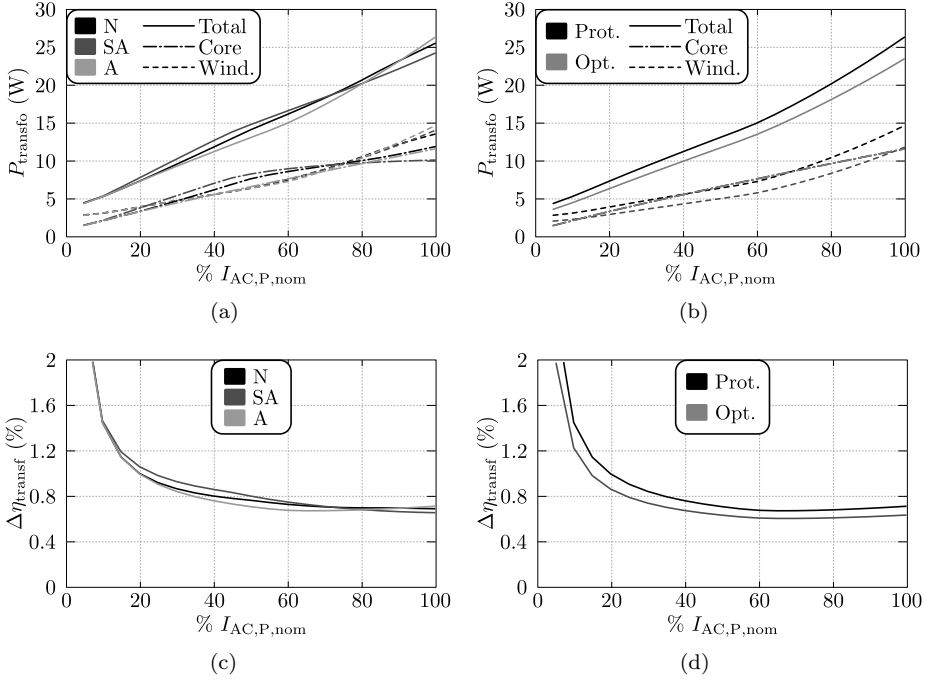 30
25
20
15
10
5
0
P_transfo (W)
N
SA
A
Total
Core
Wind.
0 20 40 60 80 100
% I_AC,P,nom
(a)
30
25
20
15
10
5
0
P_transfo (W)
Prot.
Opt.
Total
Core
Wind.
0 20 40 60 80 100
% I_AC,P,nom
(b)
2
1.6
1.2
0.8
0.4
0
Δη_transf (%)
N
SA
A
0 20 40 60 80 100
% I_AC,P,nom
(c)
2
1.6
1.2
0.8
0.4
0
Δη_transf (%)
Prot.
Opt.
0 20 40 60 80 100
% I_AC,P,nom
(d)